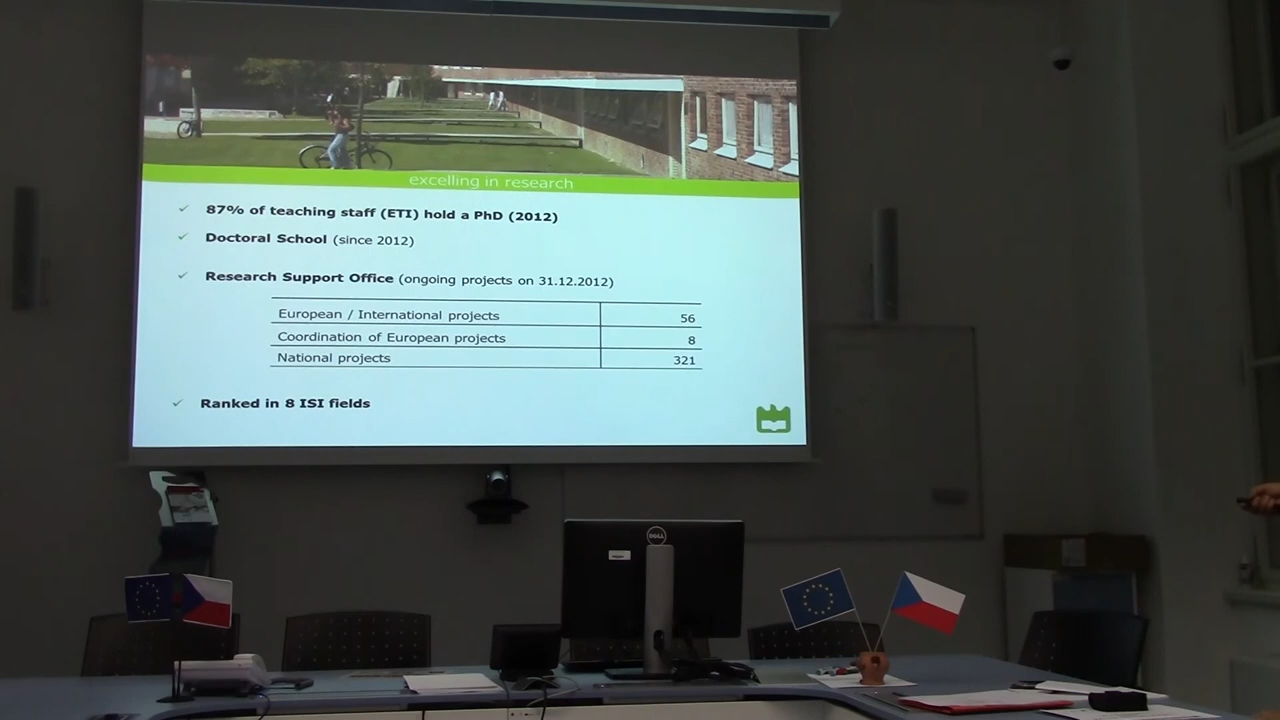 excelling in research
87% of teaching staff (ETI) hold a PhD (2012)
Doctoral School (since 2012)
Research Support Office (ongoing projects on 31.12.2012)
European / International projects 56
Coordination of European projects 8
National projects 321
Ranked in 8 ISI fields
DELL